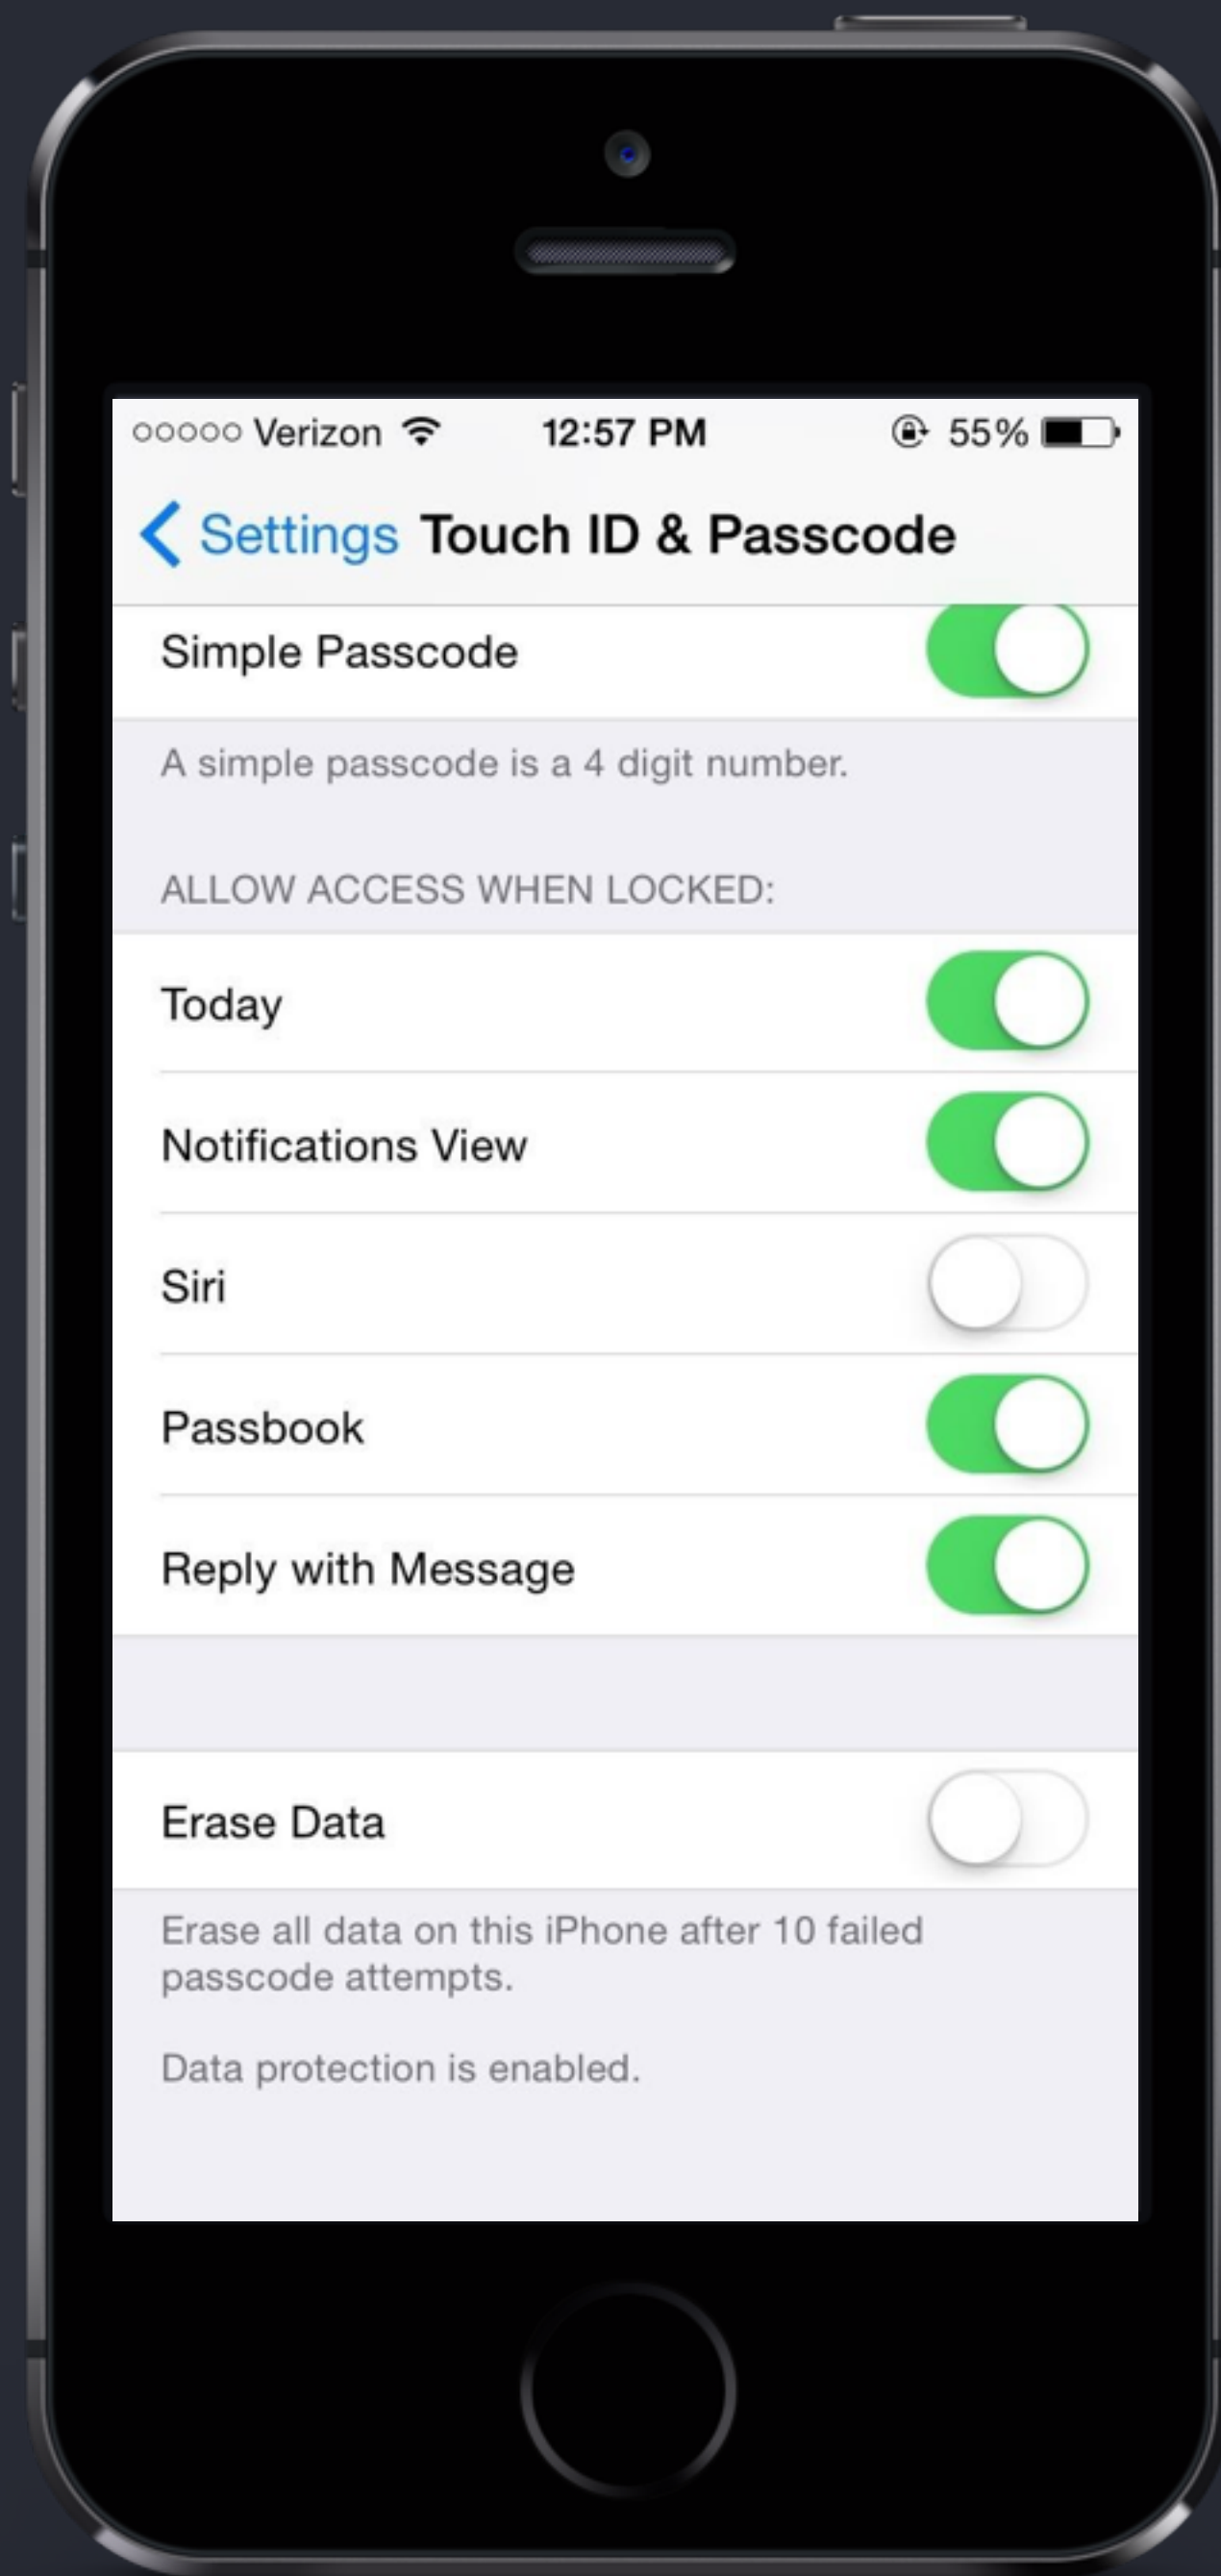 Verizon 12:57 PM 55%
Settings Touch ID & Passcode
Simple Passcode
A simple passcode is a 4 digit number.
ALLOW ACCESS WHEN LOCKED:
Today
Notifications View
Siri
Passbook
Reply with Message
Erase Data
Erase all data on this iPhone after 10 failed
passcode attempts.
Data protection is enabled.